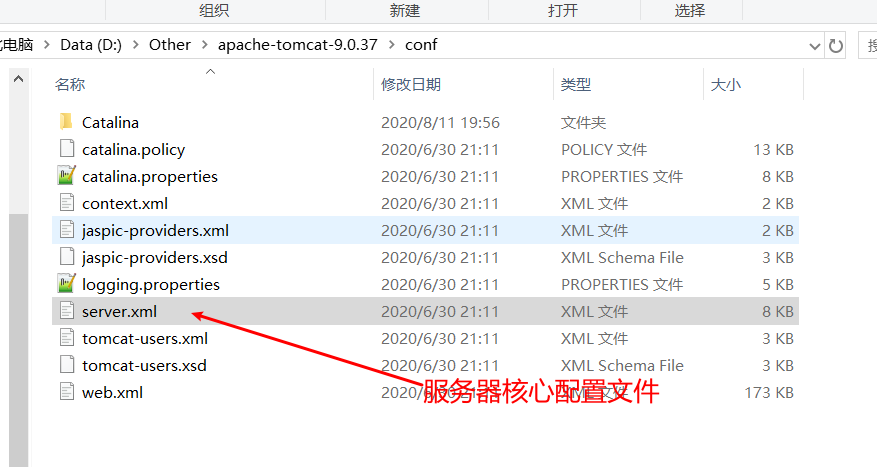 组织 新建 打开 选择
电脑 > Data (D:) > Other > apache-tomcat-9.0.37 > conf
名称 修改日期 类型 大小
Catalina 2020/8/11 19:56 文件夹
catalina.policy 2020/6/30 21:11 POLICY 文件 13 KB
catalina.properties 2020/6/30 21:11 PROPERTIES 文件 8 KB
context.xml 2020/6/30 21:11 XML 文件 2 KB
jaspic-providers.xml 2020/6/30 21:11 XML 文件 2 KB
jaspic-providers.xsd 2020/6/30 21:11 XML Schema File 3 KB
logging.properties 2020/6/30 21:11 PROPERTIES 文件 5 KB
server.xml 2020/6/30 21:11 XML 文件 8 KB
tomcat-users.xml 2020/6/30 21:11 XML 文件 3 KB
tomcat-users.xsd 2020/6/30 21:11 XML Schema File 3 KB
web.xml 2020/6/30 21:11 XML 文件 173 KB
服务器核心配置文件